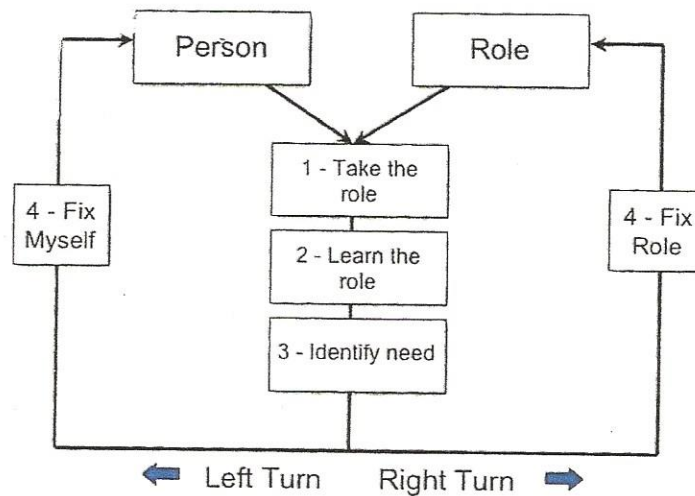 Person
Role
1 - Take the
role
4 - Fix
Myself
4 - Fix
Role
2 - Learn the
role
3 - Identify need
Left Turn
Right Turn